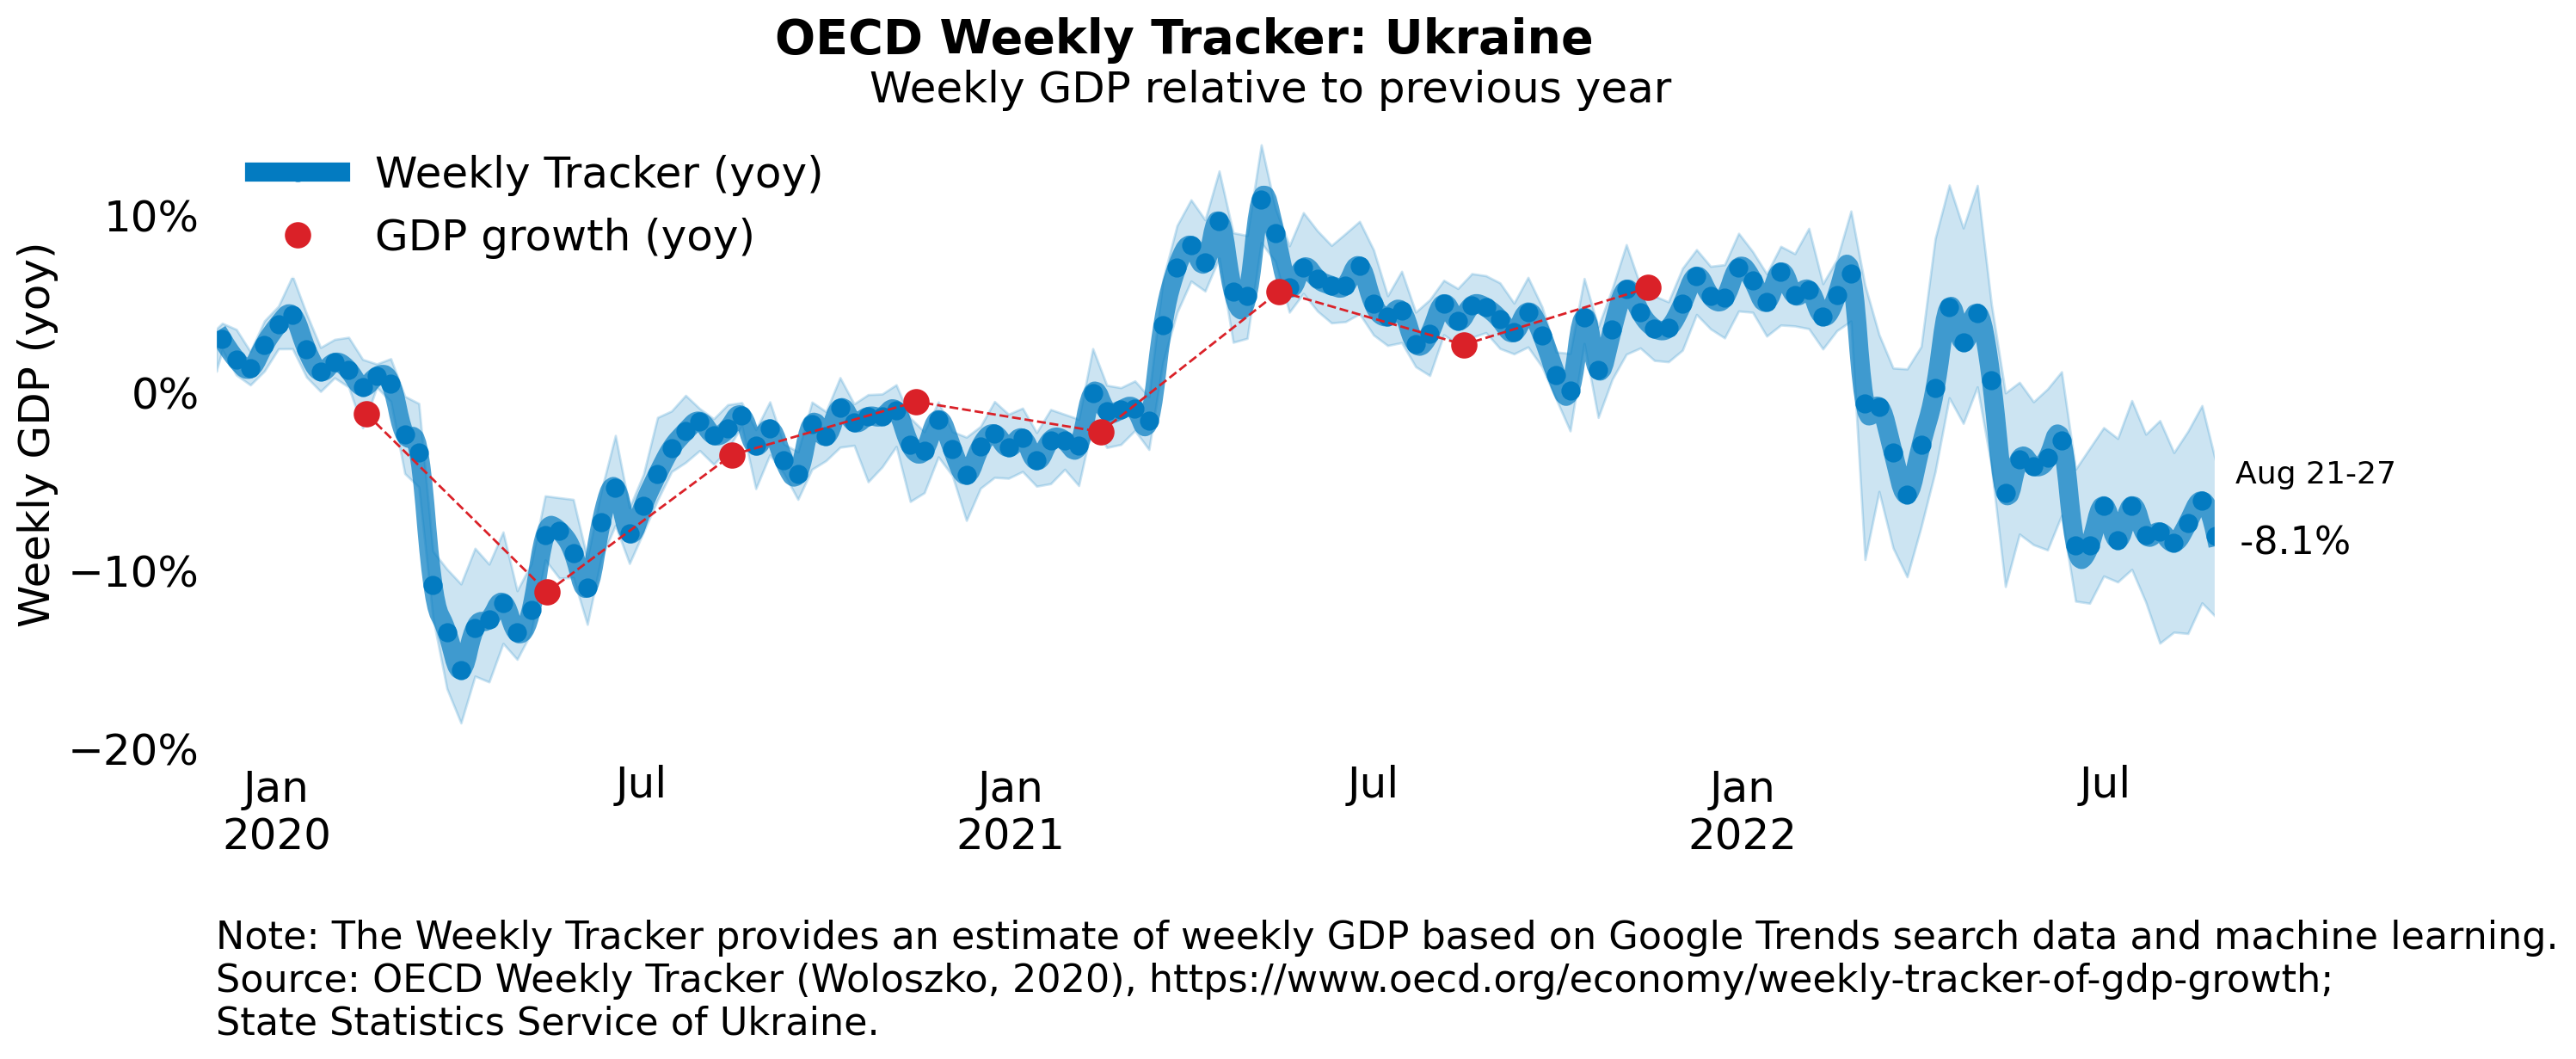 OECD Weekly Tracker: Ukraine
Weekly GDP relative to previous year
Weekly Tracker (yoy)
GDP growth (yoy)
Weekly GDP (yoy)
10%
0%
−10%
−20%
Aug 21-27
-8.1%
Jan Jul Jan Jul Jan Jul
2020 2021 2022
Note: The Weekly Tracker provides an estimate of weekly GDP based on Google Trends search data and machine learning.
Source: OECD Weekly Tracker (Woloszko, 2020), https://www.oecd.org/economy/weekly-tracker-of-gdp-growth;
State Statistics Service of Ukraine.